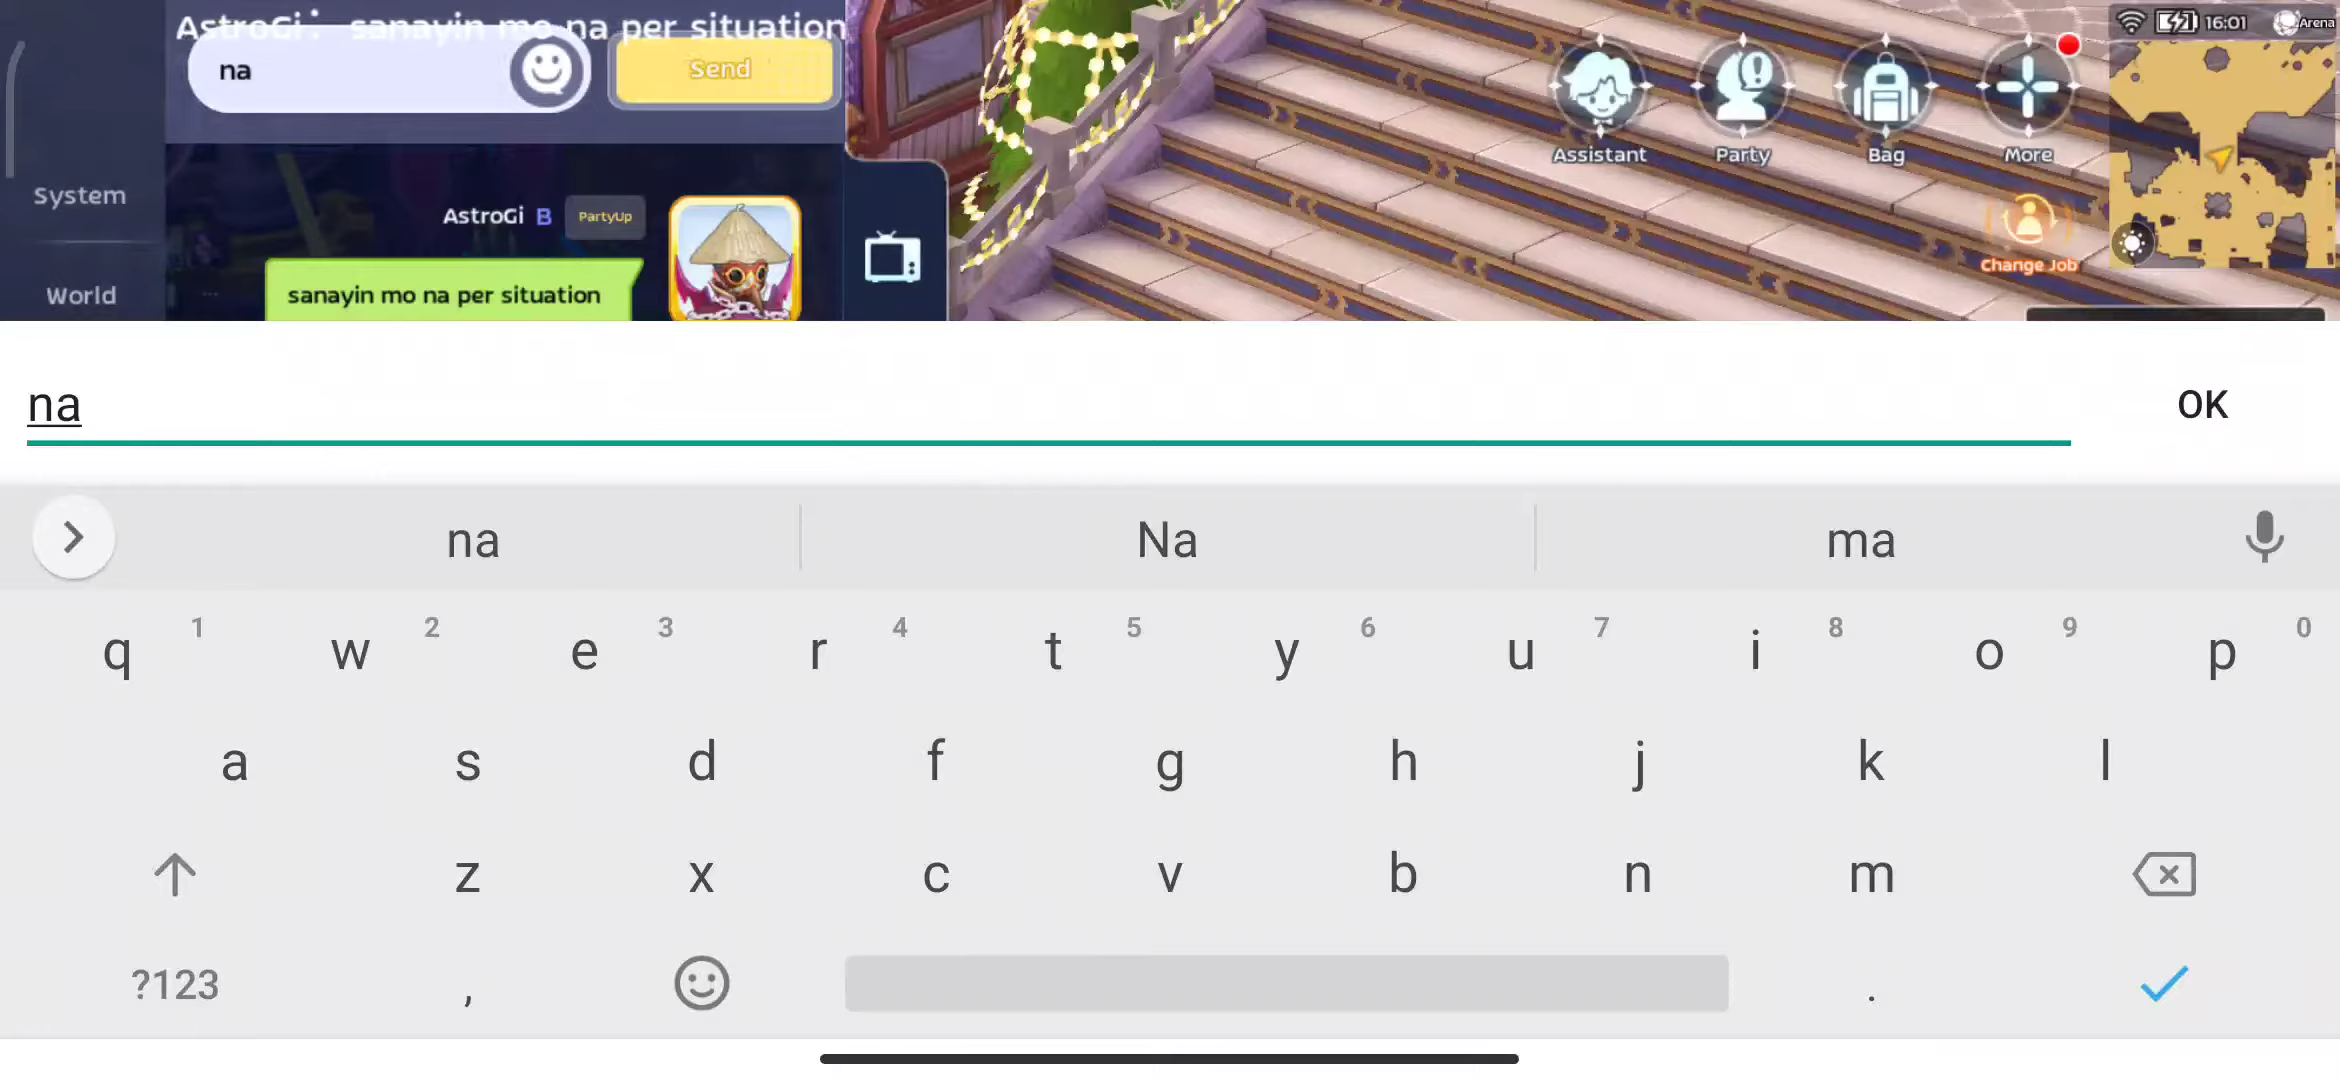 AstroGi： sanayin mo na per situation
na
Send
System
World
AstroGi B PartyUp
sanayin mo na per situation
Assistant
Party
Bag
More
Change Job
16:01
Arena
na
OK
na
Na
ma
q 1 w 2 e 3 r 4 t 5 y 6 u 7 i 8 o 9 p 0
a s d f g h j k l
z x c v b n m
?123 , .